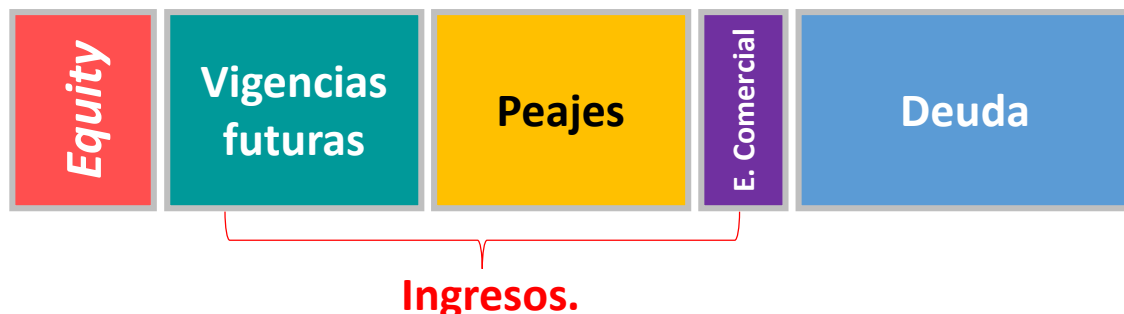 Equity
Vigencias
futuras
Peajes
E. Comercial
Deuda
Ingresos.